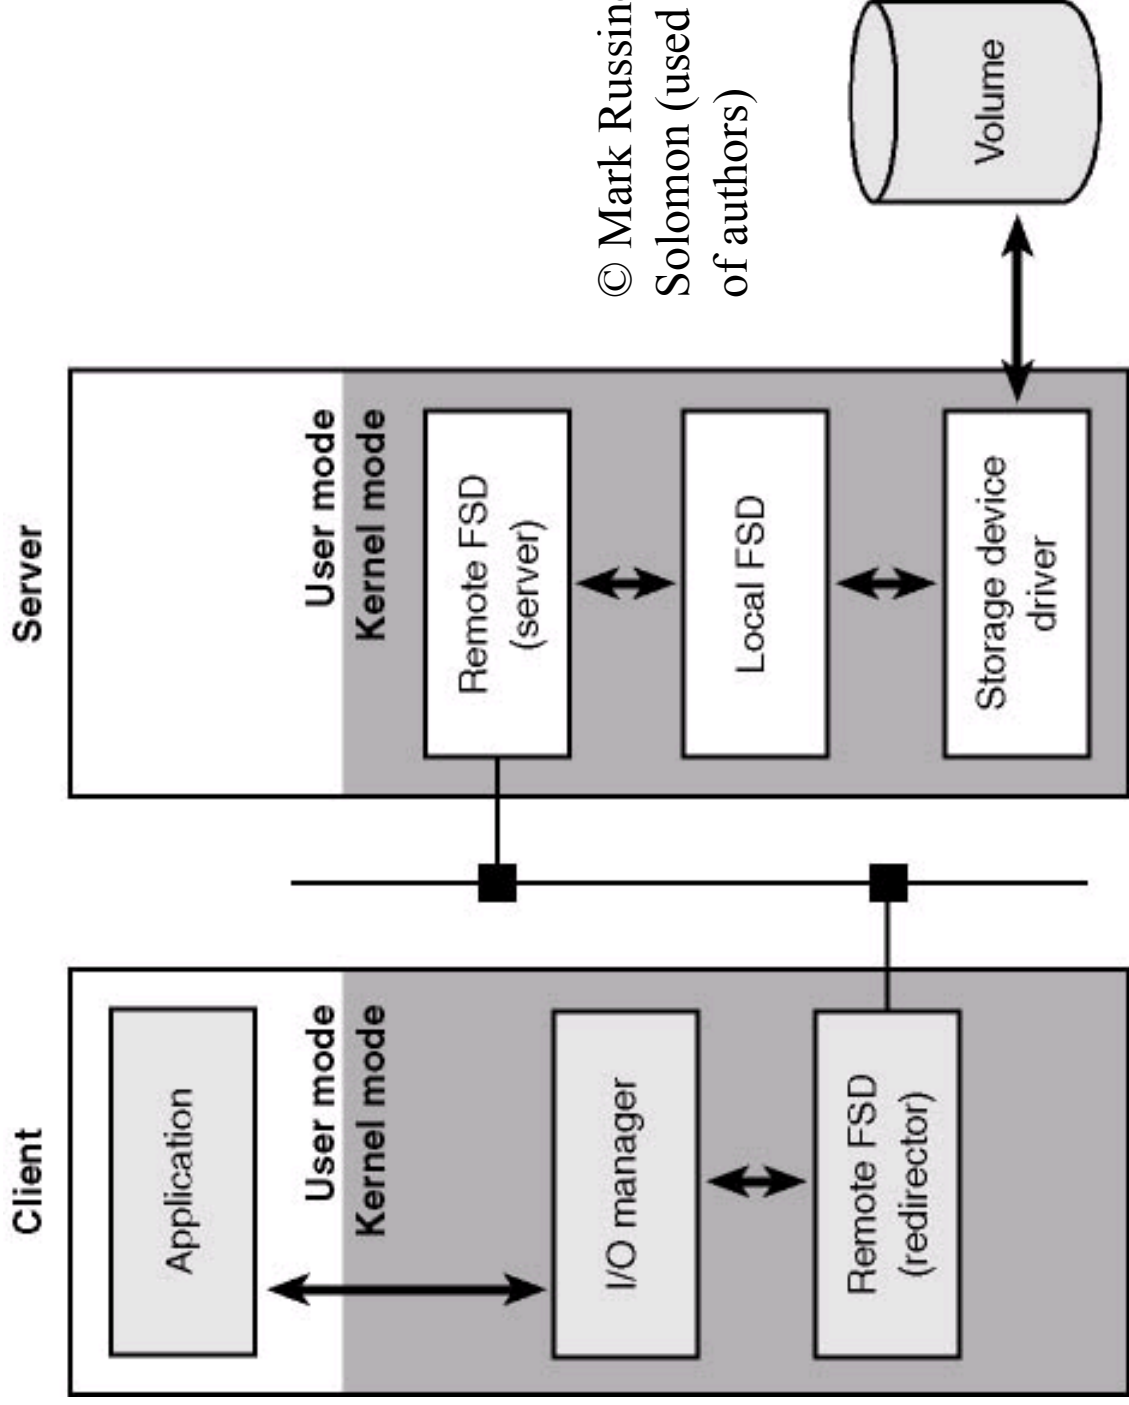 Client
Server
Application
User mode
Kernel mode
I/O manager
Remote FSD
(redirector)
User mode
Kernel mode
Remote FSD
(server)
Local FSD
Storage device
driver
© Mark
Solomon (used
of authors)
Volume